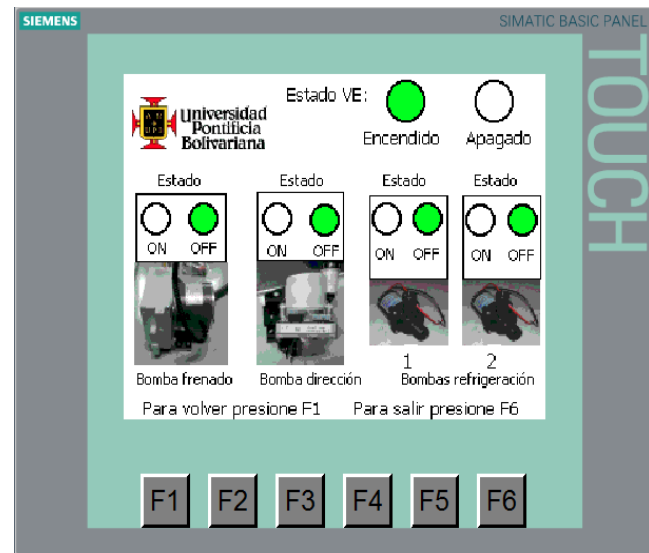 SIEMENS
SIMATIC BASIC PANEL
TOUCH
Universidad
Pontificia
Bolivariana
Estado VE:
Encendido Apagado
Estado Estado Estado Estado
ON OFF ON OFF ON OFF ON OFF
1 2
Bomba frenado Bomba dirección Bombas refrigeración
Para volver presione F1 Para salir presione F6
F1 F2 F3 F4 F5 F6